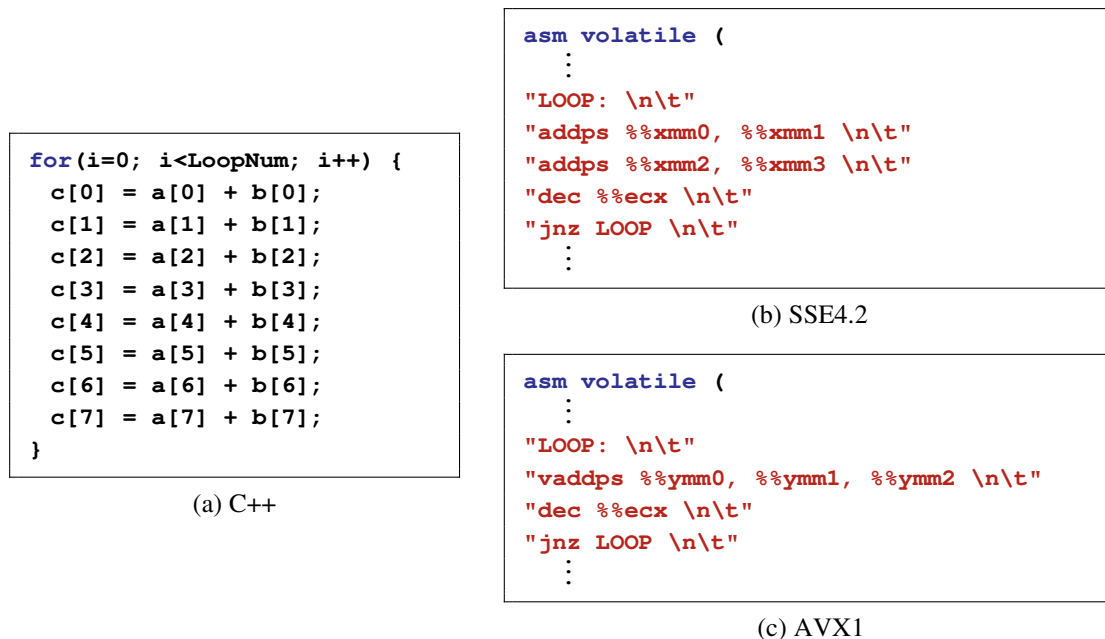 for(i=0; i<LoopNum; i++) {
c[0] = a[0] + b[0];
c[1] = a[1] + b[1];
c[2] = a[2] + b[2];
c[3] = a[3] + b[3];
c[4] = a[4] + b[4];
c[5] = a[5] + b[5];
c[6] = a[6] + b[6];
c[7] = a[7] + b[7];
}
(a) C++
asm volatile (
⋮
"LOOP: \n\t"
"addps %%xmm0, %%xmm1 \n\t"
"addps %%xmm2, %%xmm3 \n\t"
"dec %%ecx \n\t"
"jnz LOOP \n\t"
⋮
(b) SSE4.2
asm volatile (
⋮
"LOOP: \n\t"
"vaddps %%ymm0, %%ymm1, %%ymm2 \n\t"
"dec %%ecx \n\t"
"jnz LOOP \n\t"
⋮
(c) AVX1